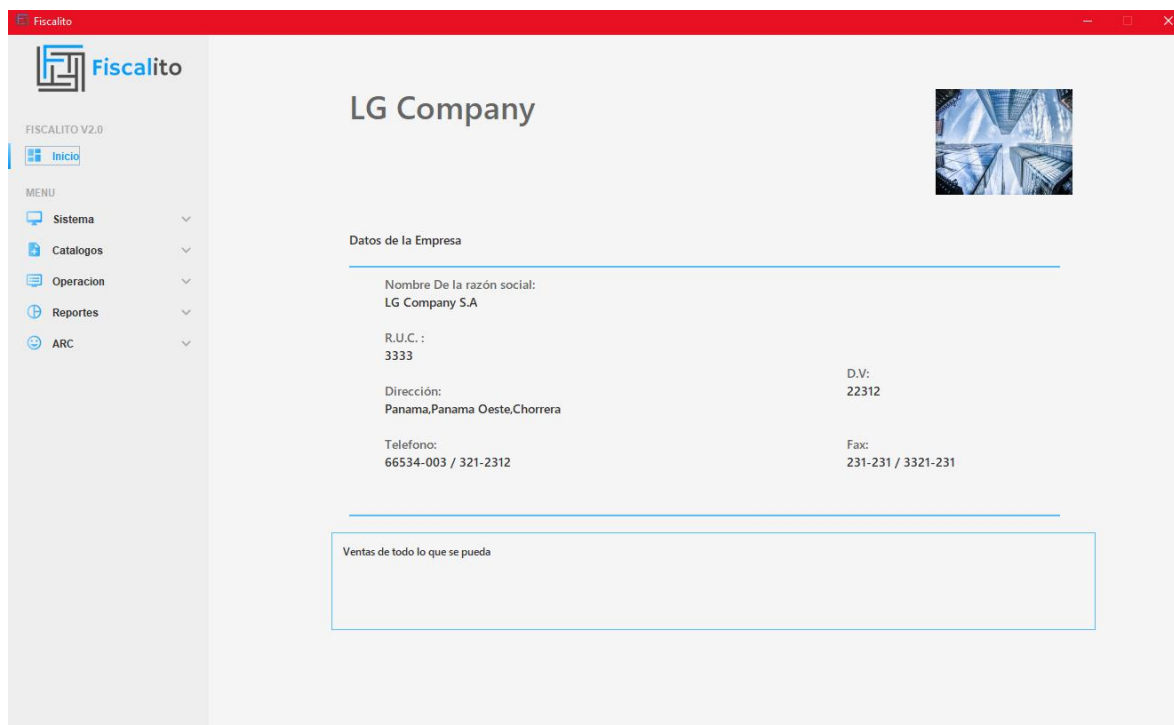 Fiscalito
Fiscalito
FISCALITO V2.0
Inicio
MENU
Sistema
Catalogos
Operacion
Reportes
ARC
LG Company
Datos de la Empresa
Nombre De la razón social:
LG Company S.A
R.U.C. :
3333
D.V:
22312
Dirección:
Panama,Panama Oeste,Chorrera
Telefono:
66534-003 / 321-2312
Fax:
231-231 / 3321-231
Ventas de todo lo que se pueda